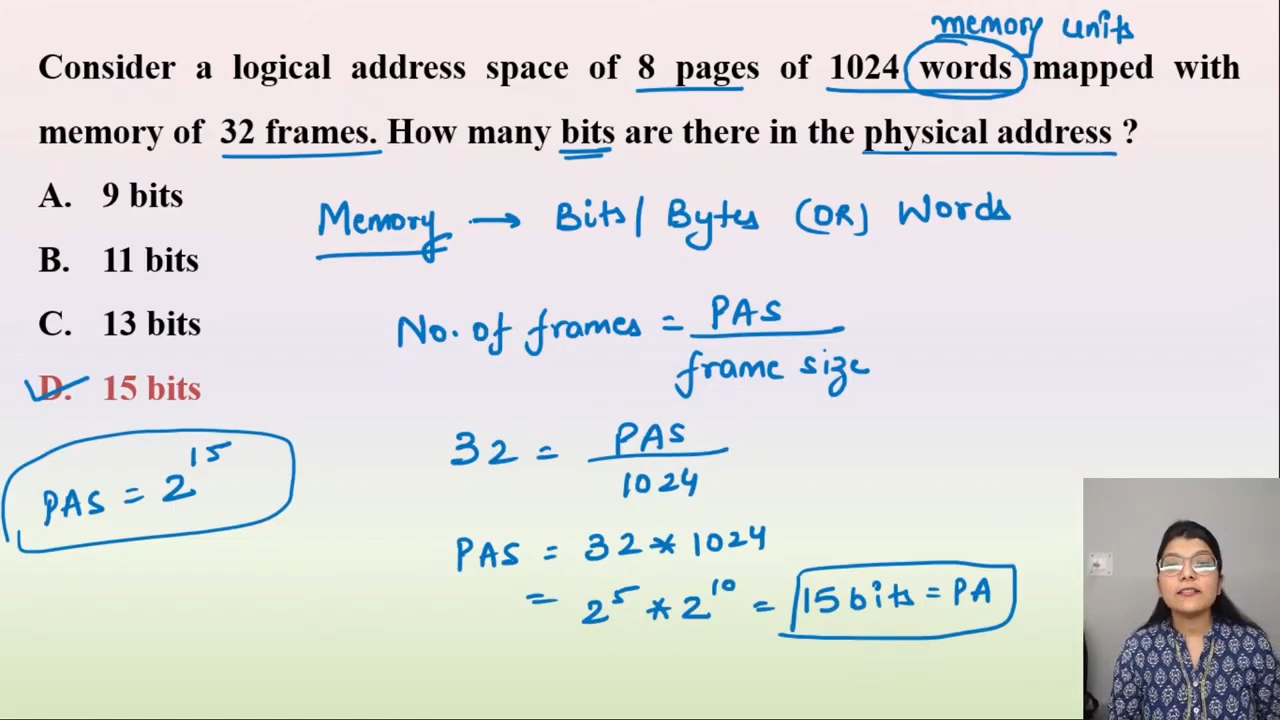 memory units
Consider a logical address space of 8 pages of 1024 words mapped with
memory of 32 frames. How many bits are there in the physical address ?
A. 9 bits
B. 11 bits
C. 13 bits
D. 15 bits
Memory → Bits/ Bytes (OR) Words
No. of frames = PAS / frame size
32 = PAS / 1024
PAS = 32 * 1024
= 2^5 * 2^10 = 15 bits = PA
PAS = 2^15